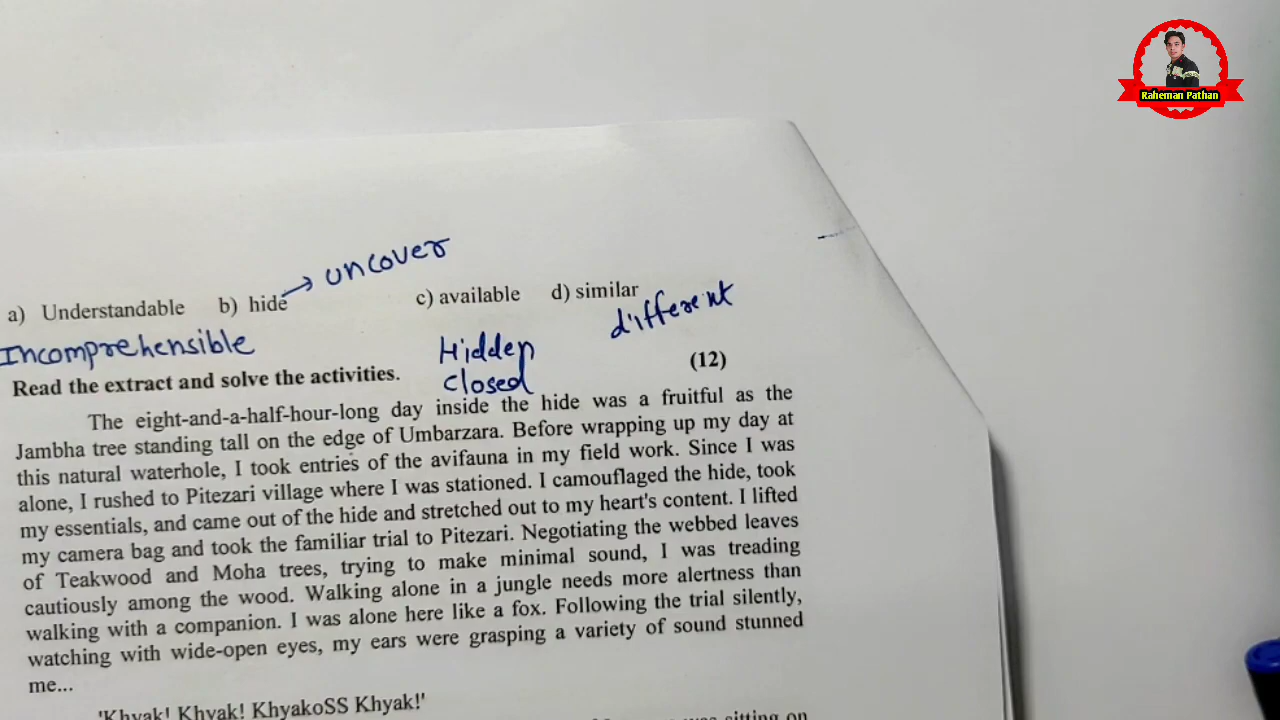 Raheman Pathan
uncover
a) Understandable b) hide c) available d) similar
Incomprehensible Hidden different
closed
Read the extract and solve the activities. (12)
The eight-and-a-half-hour-long day inside the hide was a fruitful as the
Jambha tree standing tall on the edge of Umbarzara. Before wrapping up my day at
this natural waterhole, I took entries of the avifauna in my field work. Since I was
alone, I rushed to Pitezari village where I was stationed. I camouflaged the hide, took
my essentials, and came out of the hide and stretched out to my heart's content. I lifted
my camera bag and took the familiar trial to Pitezari. Negotiating the webbed leaves
of Teakwood and Moha trees, trying to make minimal sound, I was treading
cautiously among the wood. Walking alone in a jungle needs more alertness than
walking with a companion. I was alone here like a fox. Following the trial silently,
watching with wide-open eyes, my ears were grasping a variety of sound stunned
me...
'Khyak! Khyak! KhyakoSS Khyak!'
sitting on